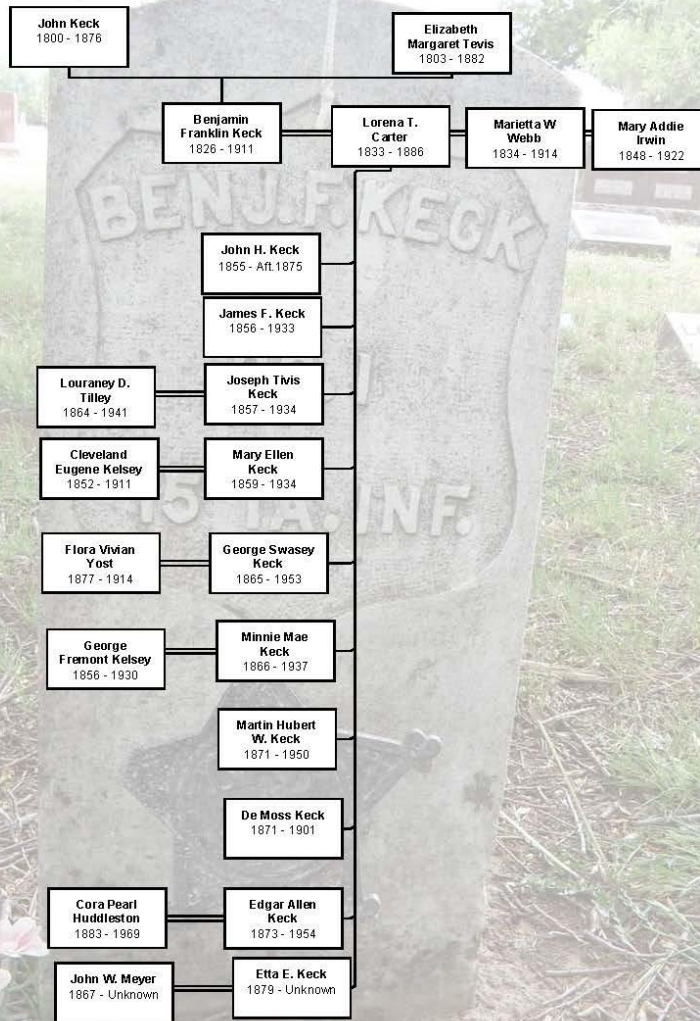 John Keck
1800 - 1876
Elizabeth
Margaret Tevis
1803 - 1882
Benjamin
Franklin Keck
1826 - 1911
Lorena T.
Carter
1833 - 1886
Marietta W
Webb
1834 - 1914
Mary Addie
Irwin
1848 - 1922
BENJ. F. KECK
John H. Keck
1855 - Aft.1875
James F. Keck
1856 - 1933
Louraney D.
Tilley
1864 - 1941
Joseph Tivis
Keck
1857 - 1934
Cleveland
Eugene Kelsey
1852 - 1911
Mary Ellen
Keck
1859 - 1934
15 IA. INF.
Flora Vivian
Yost
1877 - 1914
George Swasey
Keck
1865 - 1953
George
Fremont Kelsey
1856 - 1930
Minnie Mae
Keck
1866 - 1937
Martin Hubert
W. Keck
1871 - 1950
De Moss Keck
1871 - 1901
Cora Pearl
Huddleston
1883 - 1969
Edgar Allen
Keck
1873 - 1954
John W. Meyer
1867 - Unknown
Etta E. Keck
1879 - Unknown